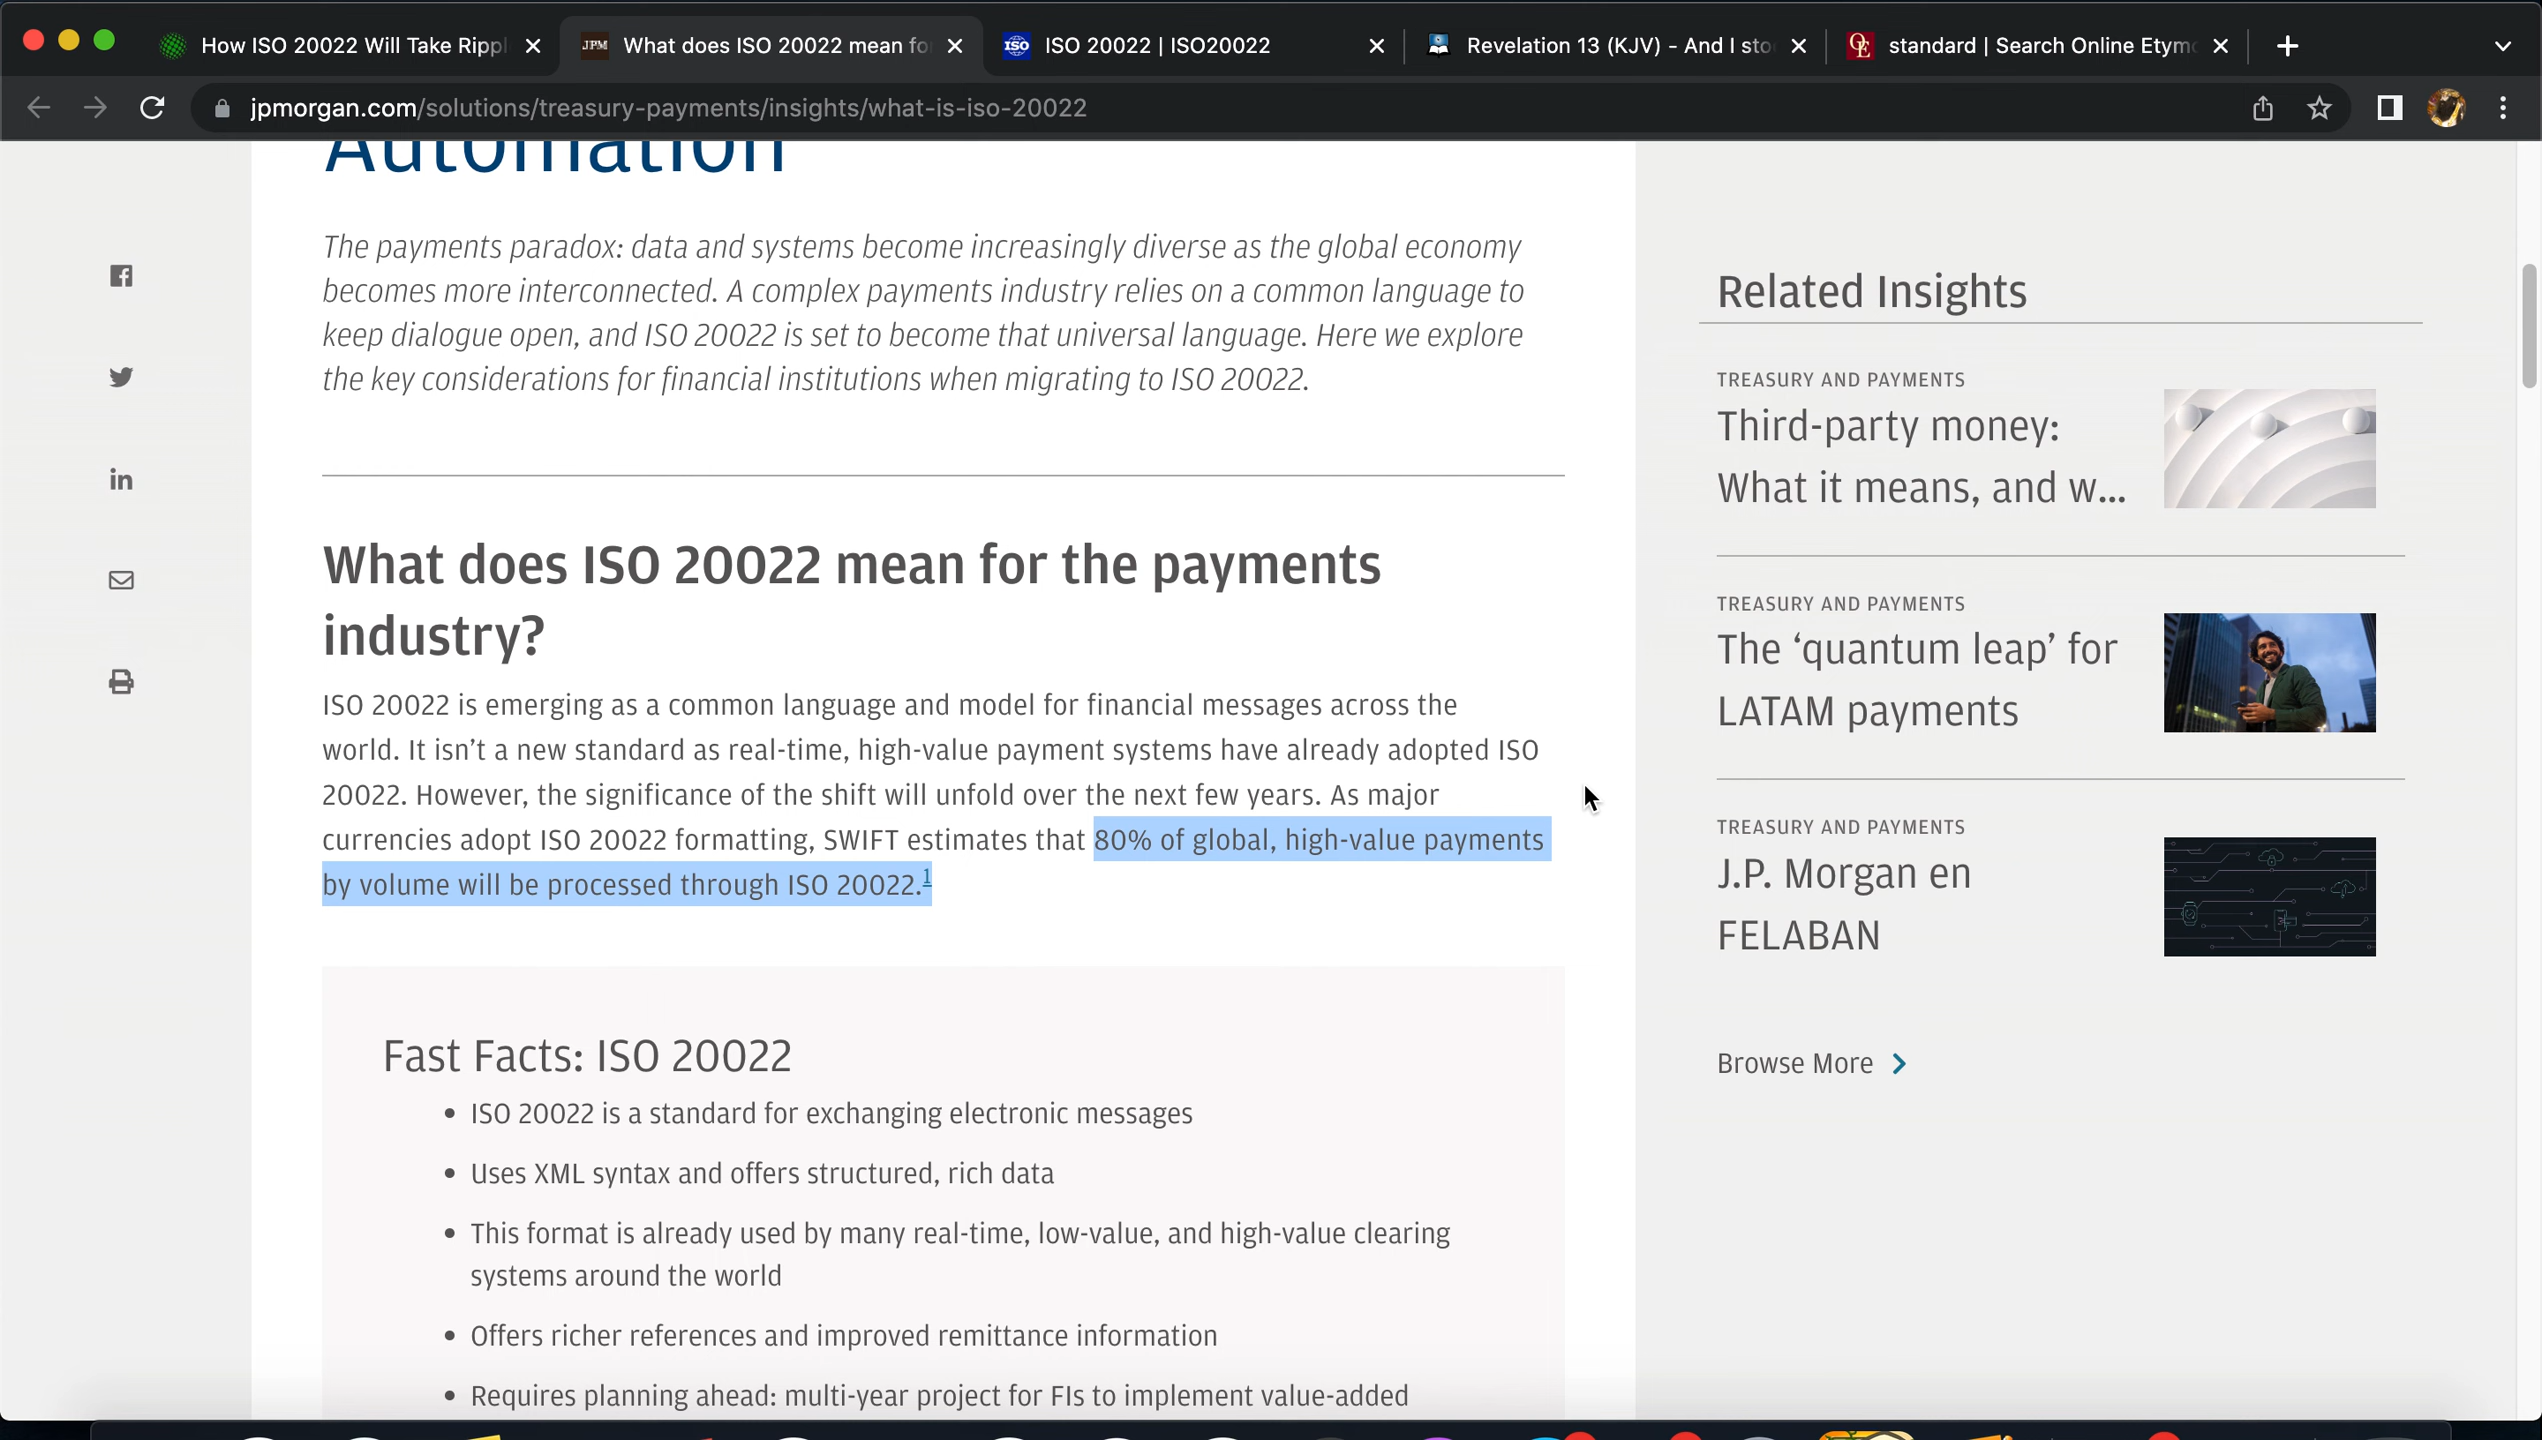 How ISO 20022 Will Take Rippl
JPM What does ISO 20022 mean fo
ISO ISO 20022 | ISO20022
Revelation 13 (KJV) - And I sto
OE standard | Search Online Etymo
jpmorgan.com/solutions/treasury-payments/insights/what-is-iso-20022
Automation
The payments paradox: data and systems become increasingly diverse as the global economy
becomes more interconnected. A complex payments industry relies on a common language to
keep dialogue open, and ISO 20022 is set to become that universal language. Here we explore
the key considerations for financial institutions when migrating to ISO 20022.
What does ISO 20022 mean for the payments
industry?
ISO 20022 is emerging as a common language and model for financial messages across the
world. It isn’t a new standard as real-time, high-value payment systems have already adopted ISO
20022. However, the significance of the shift will unfold over the next few years. As major
currencies adopt ISO 20022 formatting, SWIFT estimates that 80% of global, high-value payments
by volume will be processed through ISO 20022.1
Fast Facts: ISO 20022
• ISO 20022 is a standard for exchanging electronic messages
• Uses XML syntax and offers structured, rich data
• This format is already used by many real-time, low-value, and high-value clearing
systems around the world
• Offers richer references and improved remittance information
• Requires planning ahead: multi-year project for FIs to implement value-added
Related Insights
TREASURY AND PAYMENTS
Third-party money:
What it means, and w...
TREASURY AND PAYMENTS
The ‘quantum leap’ for
LATAM payments
TREASURY AND PAYMENTS
J.P. Morgan en
FELABAN
Browse More